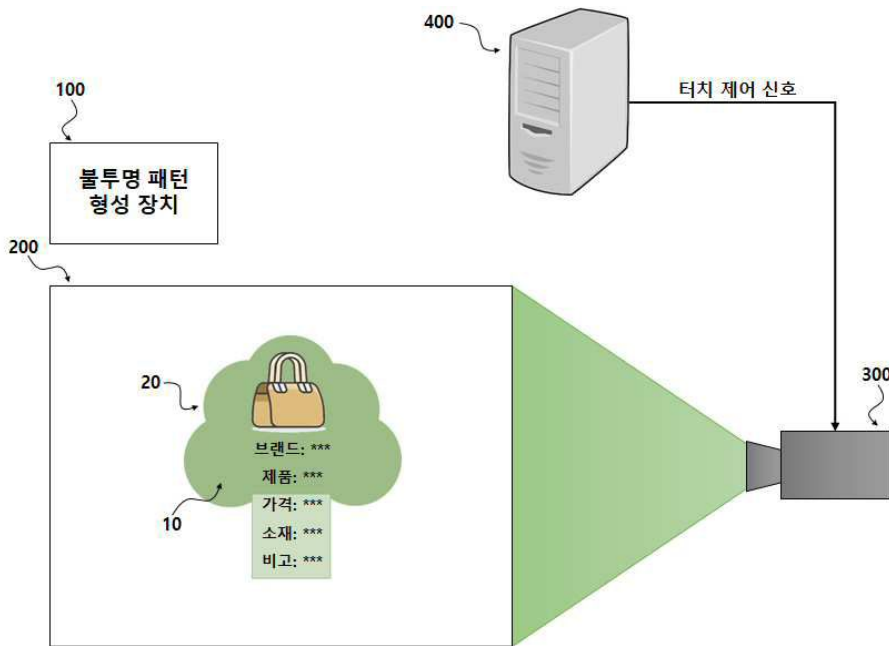 400
터치 제어 신호
100
불투명 패턴
형성 장치
200
300
20
브랜드: ***
제품: ***
가격: ***
10
소재: ***
비고: ***